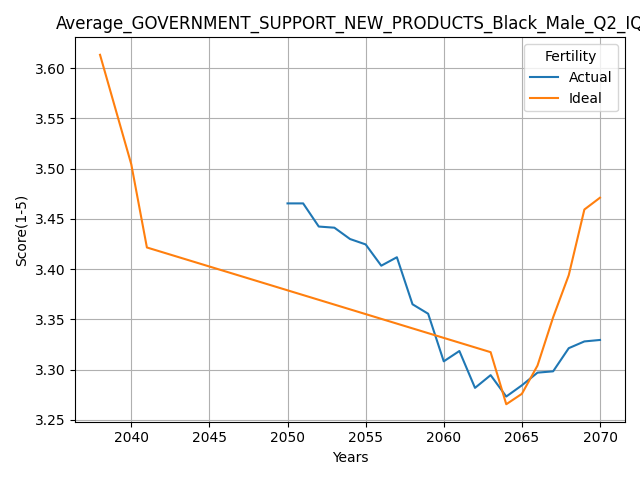 Average_GOVERNMENT_SUPPORT_NEW_PRODUCTS_Black_Male_Q2_IQ
Fertility
Actual
Ideal
Score(1-5)
3.60
3.55
3.50
3.45
3.40
3.35
3.30
3.25
2040 2045 2050 2055 2060 2065 2070
Years